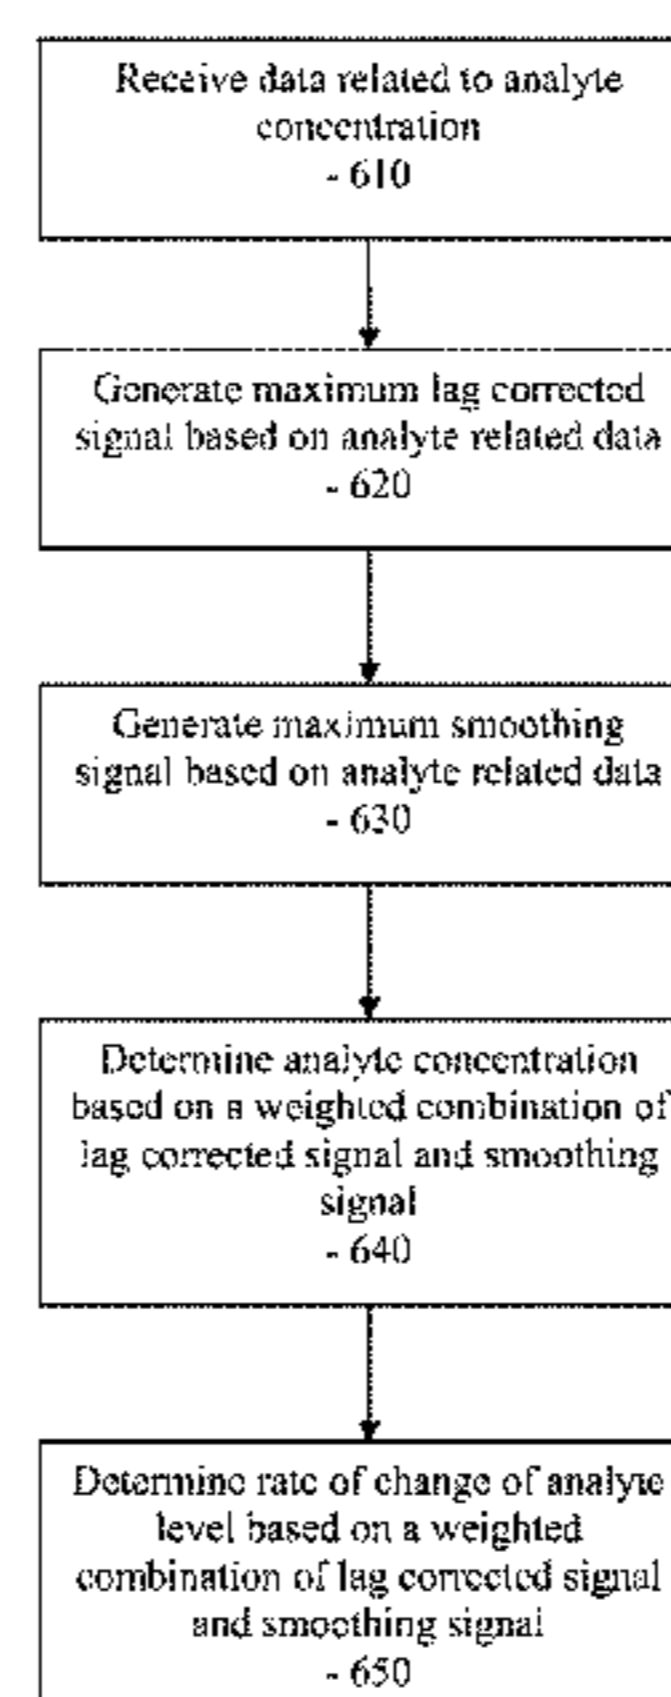 Receive data related to analyte
concentration
- 610
Generate maximum lag corrected
signal based on analyte related data
- 620
Generate maximum smoothing
signal based on analyte related data
- 630
Determine analyte concentration
based on a weighted combination of
lag corrected signal and smoothing
signal
- 640
Determine rate of change of analyte
level based on a weighted
combination of lag corrected signal
and smoothing signal
- 650